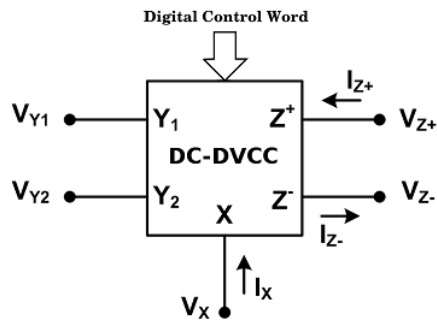 Digital Control Word
I_{Z+}
V_{Y1} Y_1 Z^+ V_{Z+}
DC-DVCC
V_{Y2} Y_2 Z^- V_{Z-}
X
I_{Z-}
I_X
V_X